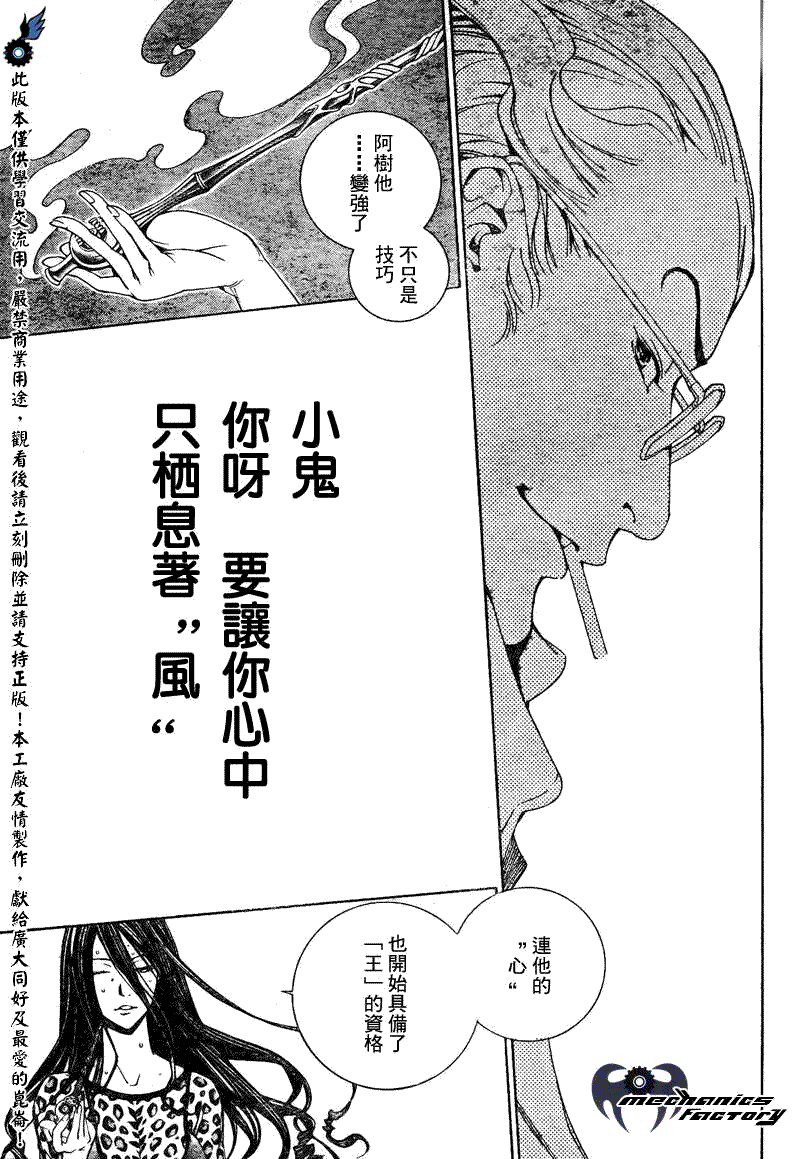 阿樹他
……變強了
不只是
技巧
小鬼
你呀 要讓你心中
只栖息著〞風〝
連他的
〞心〝
也開始具備了
「王」的資格
此版本僅供學習交流用，嚴禁商業用途，觀看後請立刻刪除並請支持正版！本工廠友情製作，獻給廣大同好及最愛的崑崙！
mechanics
Factory